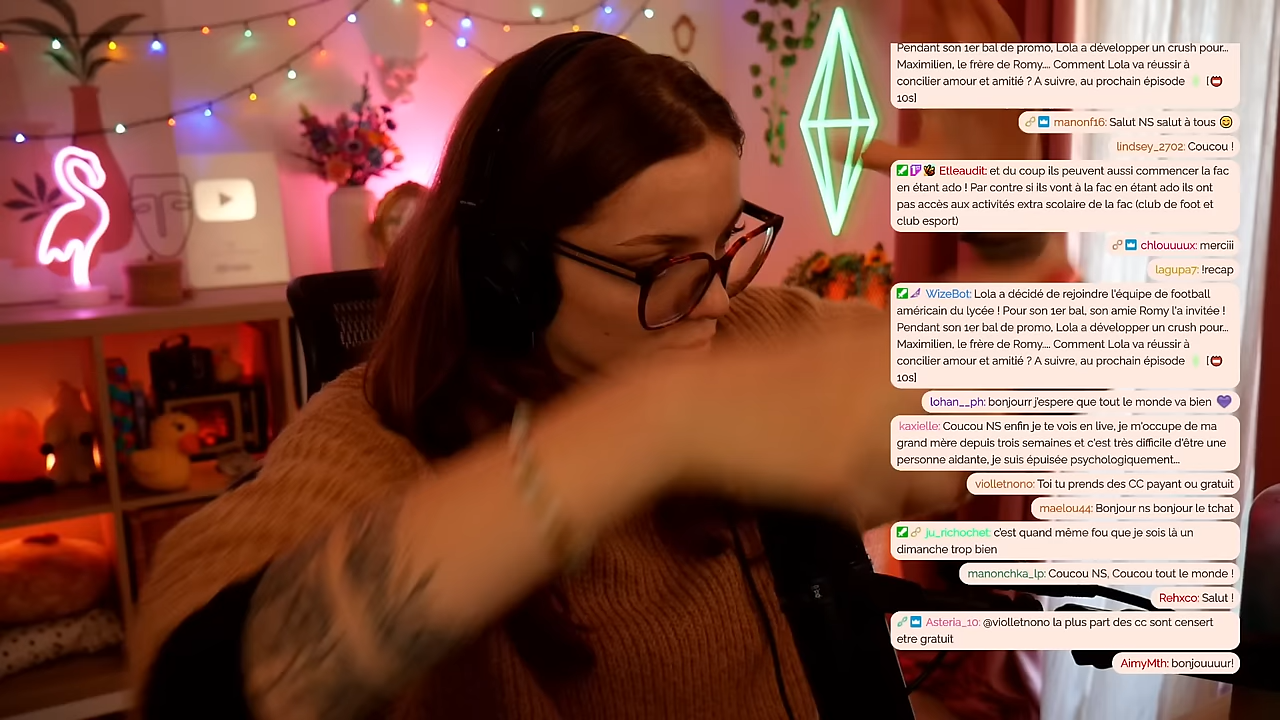 Pendant son 1er bal de promo, Lola a développer un crush pour...
Maximilien, le frère de Romy.... Comment Lola va réussir à
concilier amour et amitié ? A suivre, au prochain épisode [
10s]
manonf16: Salut NS salut à tous
lindsey_2702: Coucou !
Etleaudit: et du coup ils peuvent aussi commencer la fac
en étant ado ! Par contre si ils vont à la fac en étant ado ils ont
pas accès aux activités extra scolaire de la fac (club de foot et
club esport)
chlouuuux: merciii
lagupa7: !recap
WizeBot: Lola a décidé de rejoindre l'équipe de football
américain du lycée ! Pour son 1er bal, son amie Romy l'a invitée !
Pendant son 1er bal de promo, Lola a développer un crush pour...
Maximilien, le frère de Romy.... Comment Lola va réussir à
concilier amour et amitié ? A suivre, au prochain épisode [
10s]
lohan__ph: bonjourr j'espere que tout le monde va bien
kaxielle: Coucou NS enfin je te vois en live, je m'occupe de ma
grand mère depuis trois semaines et c'est très difficile d'être une
personne aidante, je suis épuisée psychologiquement...
violletnono: Toi tu prends des CC payant ou gratuit
maelou44: Bonjour ns bonjour le tchat
ju_richochet: c'est quand même fou que je sois là un
dimanche trop bien
manonchka_lp: Coucou NS, Coucou tout le monde !
Rehxco: Salut !
Asteria_10: @violletnono la plus part des cc sont censert
etre gratuit
AimyMth: bonjouuuur!